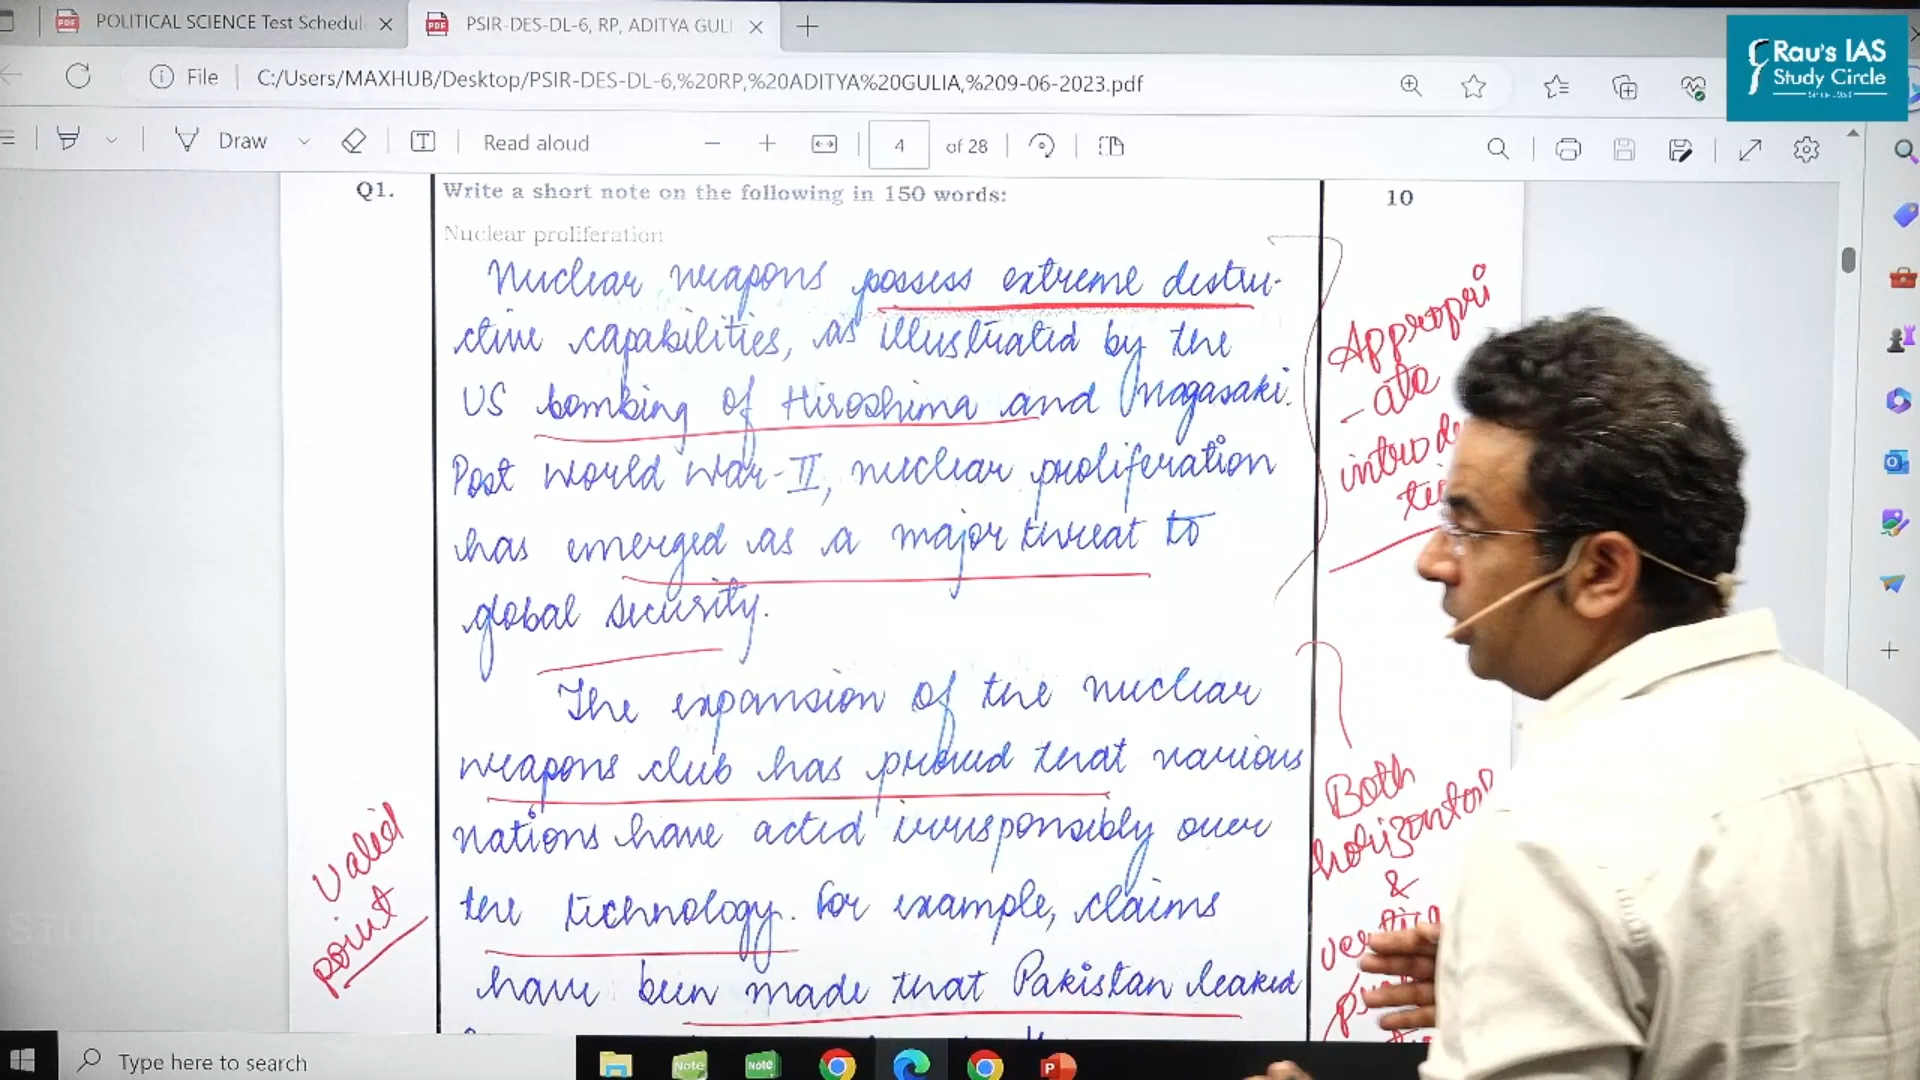 POLITICAL SCIENCE Test Schedul
PSIR-DES-DL-6, RP, ADITYA GULI
File
C:/Users/MAXHUB/Desktop/PSIR-DES-DL-6,%20RP,%20ADITYA%20GULIA,%209-06-2023.pdf
Rau's IAS
Study Circle
Draw
Read aloud
4 of 28
Q1. Write a short note on the following in 150 words: 10
Nuclear proliferation
Nuclear weapons possess extreme destru-
ctive capabilities, as illustrated by the
US bombing of Hiroshima and Nagasaki.
Post World War-II, nuclear proliferation
has emerged as a major threat to
global security.
The expansion of the nuclear
weapons club has proved that various
nations have acted irresponsibly over
the technology. For example, claims
have been made that Pakistan leaked
Appropri
-ate
introdu
Valid
point
Both
horizontal
&
Type here to search
Note
Note